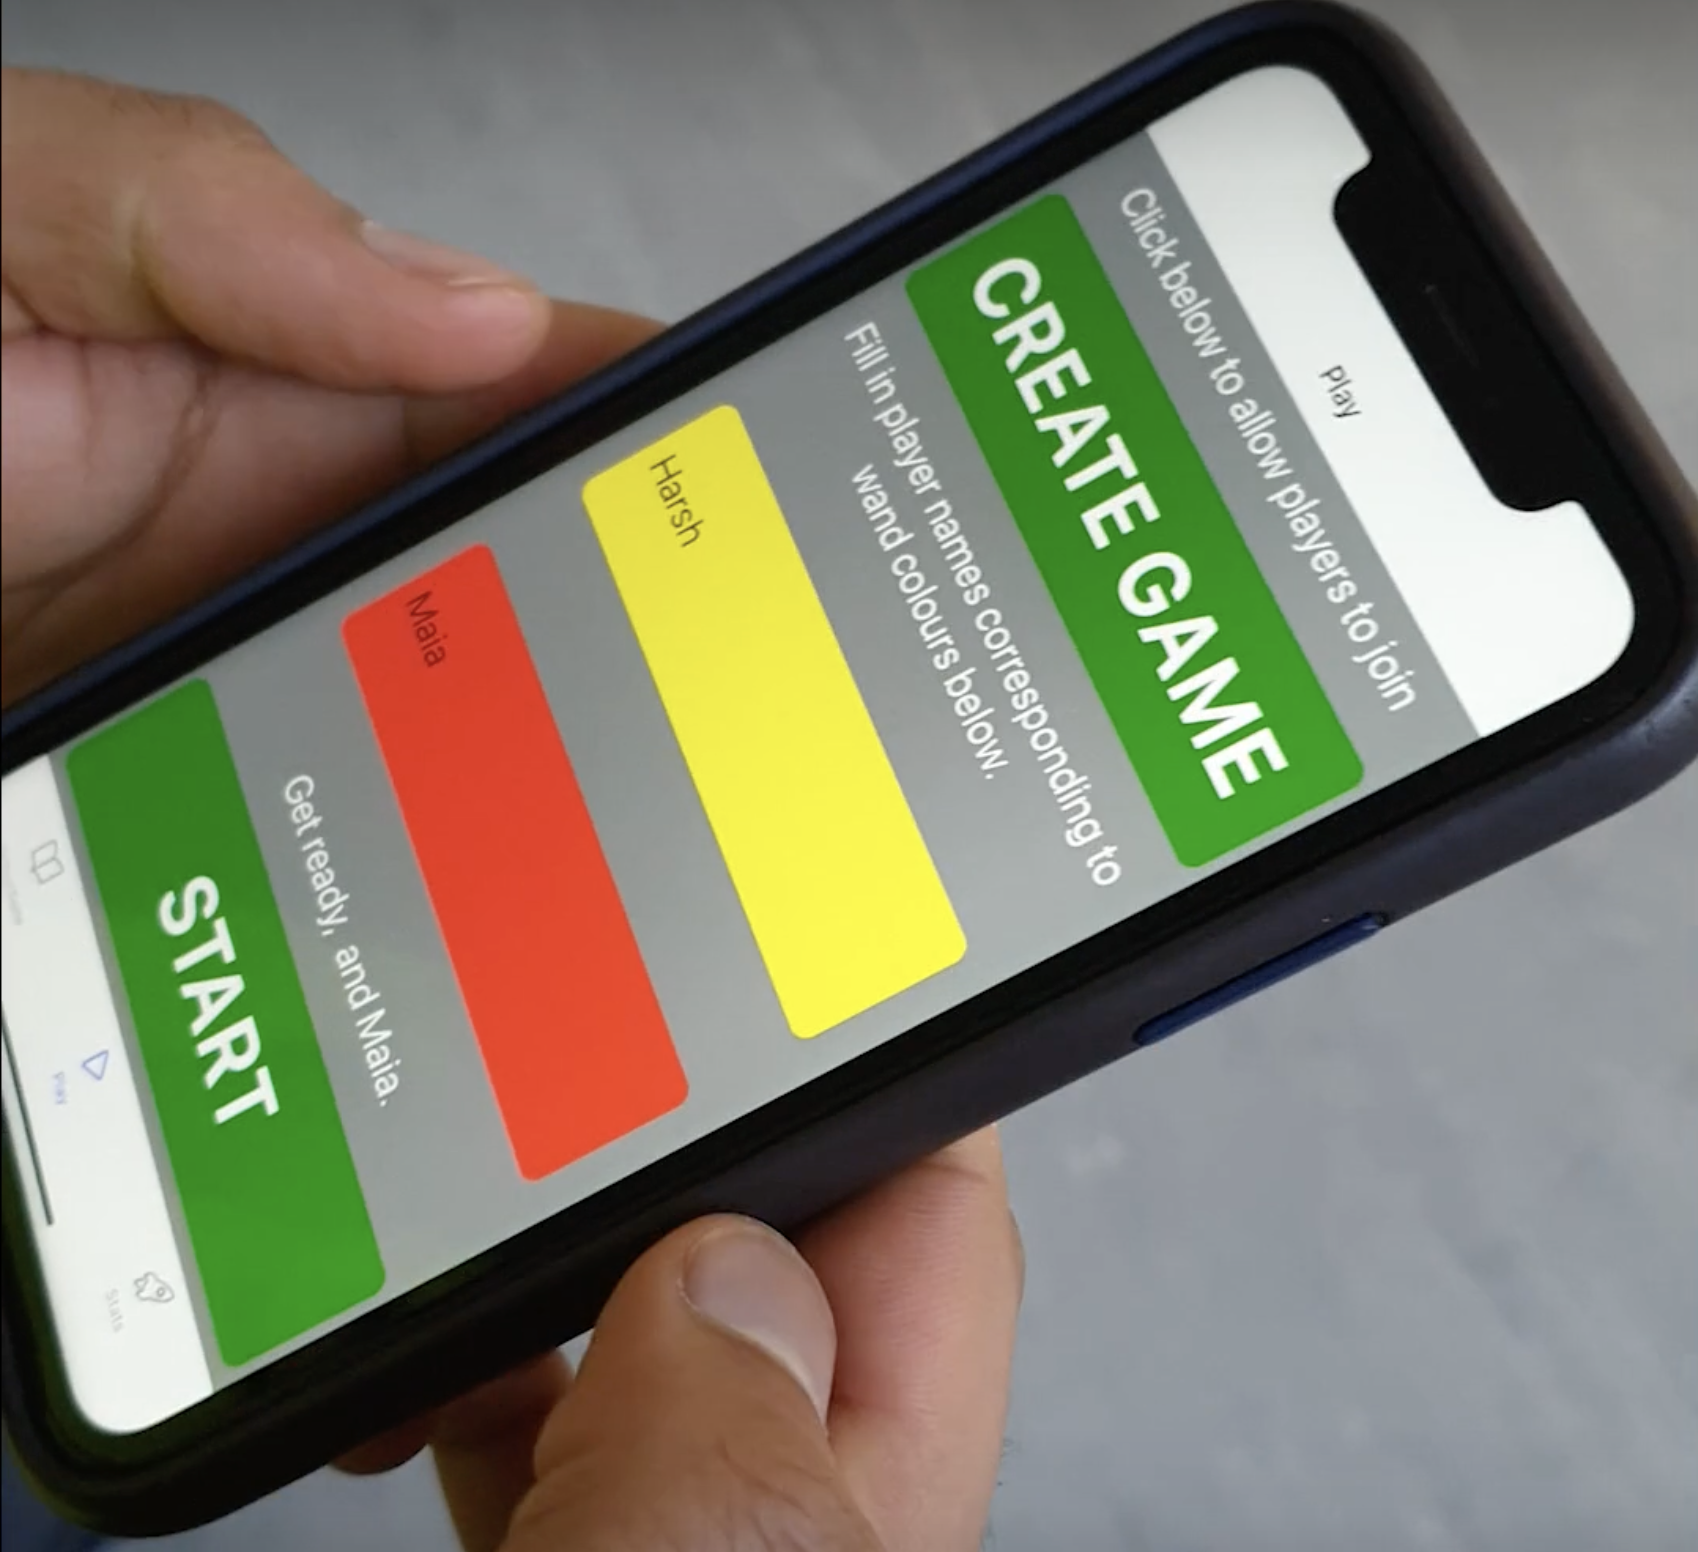 Play
Click below to allow players to join
CREATE GAME
Fill in player names corresponding to
wand colours below.
Harsh
Maia
Get ready, and Maia.
START
Play
Stats